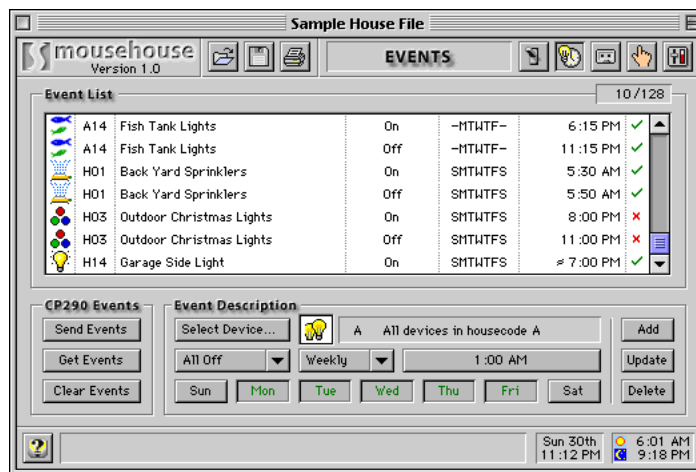 Sample House File
mousehouse
Version 1.0
EVENTS
Event List
10/128
A14 Fish Tank Lights On -MTWTF- 6:15 PM
A14 Fish Tank Lights Off -MTWTF- 11:15 PM
H01 Back Yard Sprinklers On SMTWTFS 5:30 AM
H01 Back Yard Sprinklers Off SMTWTFS 5:50 AM
H03 Outdoor Christmas Lights On SMTWTFS 8:00 PM
H03 Outdoor Christmas Lights Off SMTWTFS 11:00 PM
H14 Garage Side Light On SMTWTFS ≈ 7:00 PM
CP290 Events
Event Description
Send Events
Select Device...
A All devices in housecode A
Add
Get Events
All Off
Weekly
1:00 AM
Update
Clear Events
Sun
Mon
Tue
Wed
Thu
Fri
Sat
Delete
?
Sun 30th
11:12 PM
6:01 AM
9:18 PM